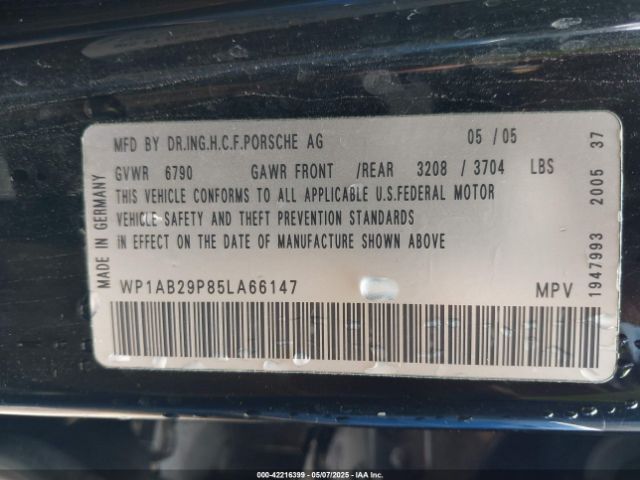 MFD BY DR.ING.H.C.F.PORSCHE AG 05/05
GVWR 6790 GAWR FRONT /REAR 3208 / 3704 LBS
THIS VEHICLE CONFORMS TO ALL APPLICABLE U.S.FEDERAL MOTOR
VEHICLE SAFETY AND THEFT PREVENTION STANDARDS
IN EFFECT ON THE DATE OF MANUFACTURE SHOWN ABOVE
WP1AB29P85LA66147 MPV
MADE IN GERMANY
1947993 2005 37
000-42216399 - 05/07/2025 - IAA, Inc.